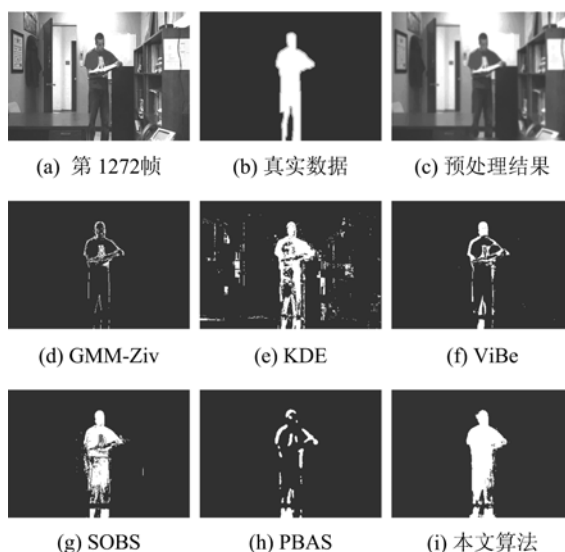 (a) 第 1272帧
(b) 真实数据
(c) 预处理结果
(d) GMM-Ziv
(e) KDE
(f) ViBe
(g) SOBS
(h) PBAS
(i) 本文算法